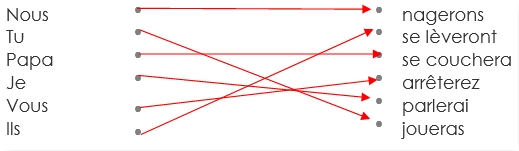 Nous nagerons
Tu se lèveront
Papa se couchera
Je arrêterez
Vous parlerai
Ils joueras